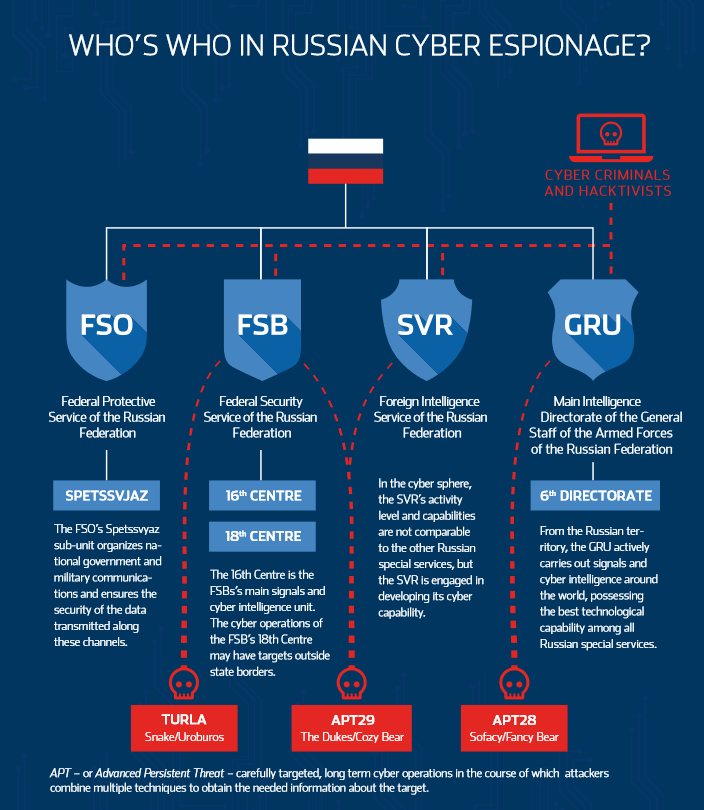 WHO'S WHO IN RUSSIAN CYBER ESPIONAGE?
CYBER CRIMINALS
AND HACKTIVISTS
FSO
Federal Protective
Service of the Russian
Federation
SPETSSVJAZ
The FSO's Spetssvyaz
sub-unit organizes na-
tional government and
military communica-
tions and ensures the
security of the data
transmitted along
these channels.
FSB
Federal Security
Service of the Russian
Federation
16th CENTRE
18th CENTRE
The 16th Centre is the
FSBs's main signals and
cyber intelligence unit.
The cyber operations of
the FSB's 18th Centre
may have targets outside
state borders.
SVR
Foreign Intelligence
Service of the Russian
Federation
In the cyber sphere,
the SVR's activity
level and capabilities
are not comparable
to the other Russian
special services, but
the SVR is engaged in
developing its cyber
capability.
GRU
Main Intelligence
Directorate of the General
Staff of the Armed Forces
of the Russian Federation
6th DIRECTORATE
From the Russian ter-
ritory, the GRU actively
carries out signals and
cyber intelligence around
the world, possessing
the best technological
capability among all
Russian special services.
TURLA
Snake/Uroburos
APT29
The Dukes/Cozy Bear
APT28
Sofacy/Fancy Bear
APT – or Advanced Persistent Threat – carefully targeted, long term cyber operations in the course of which attackers
combine multiple techniques to obtain the needed information about the target.